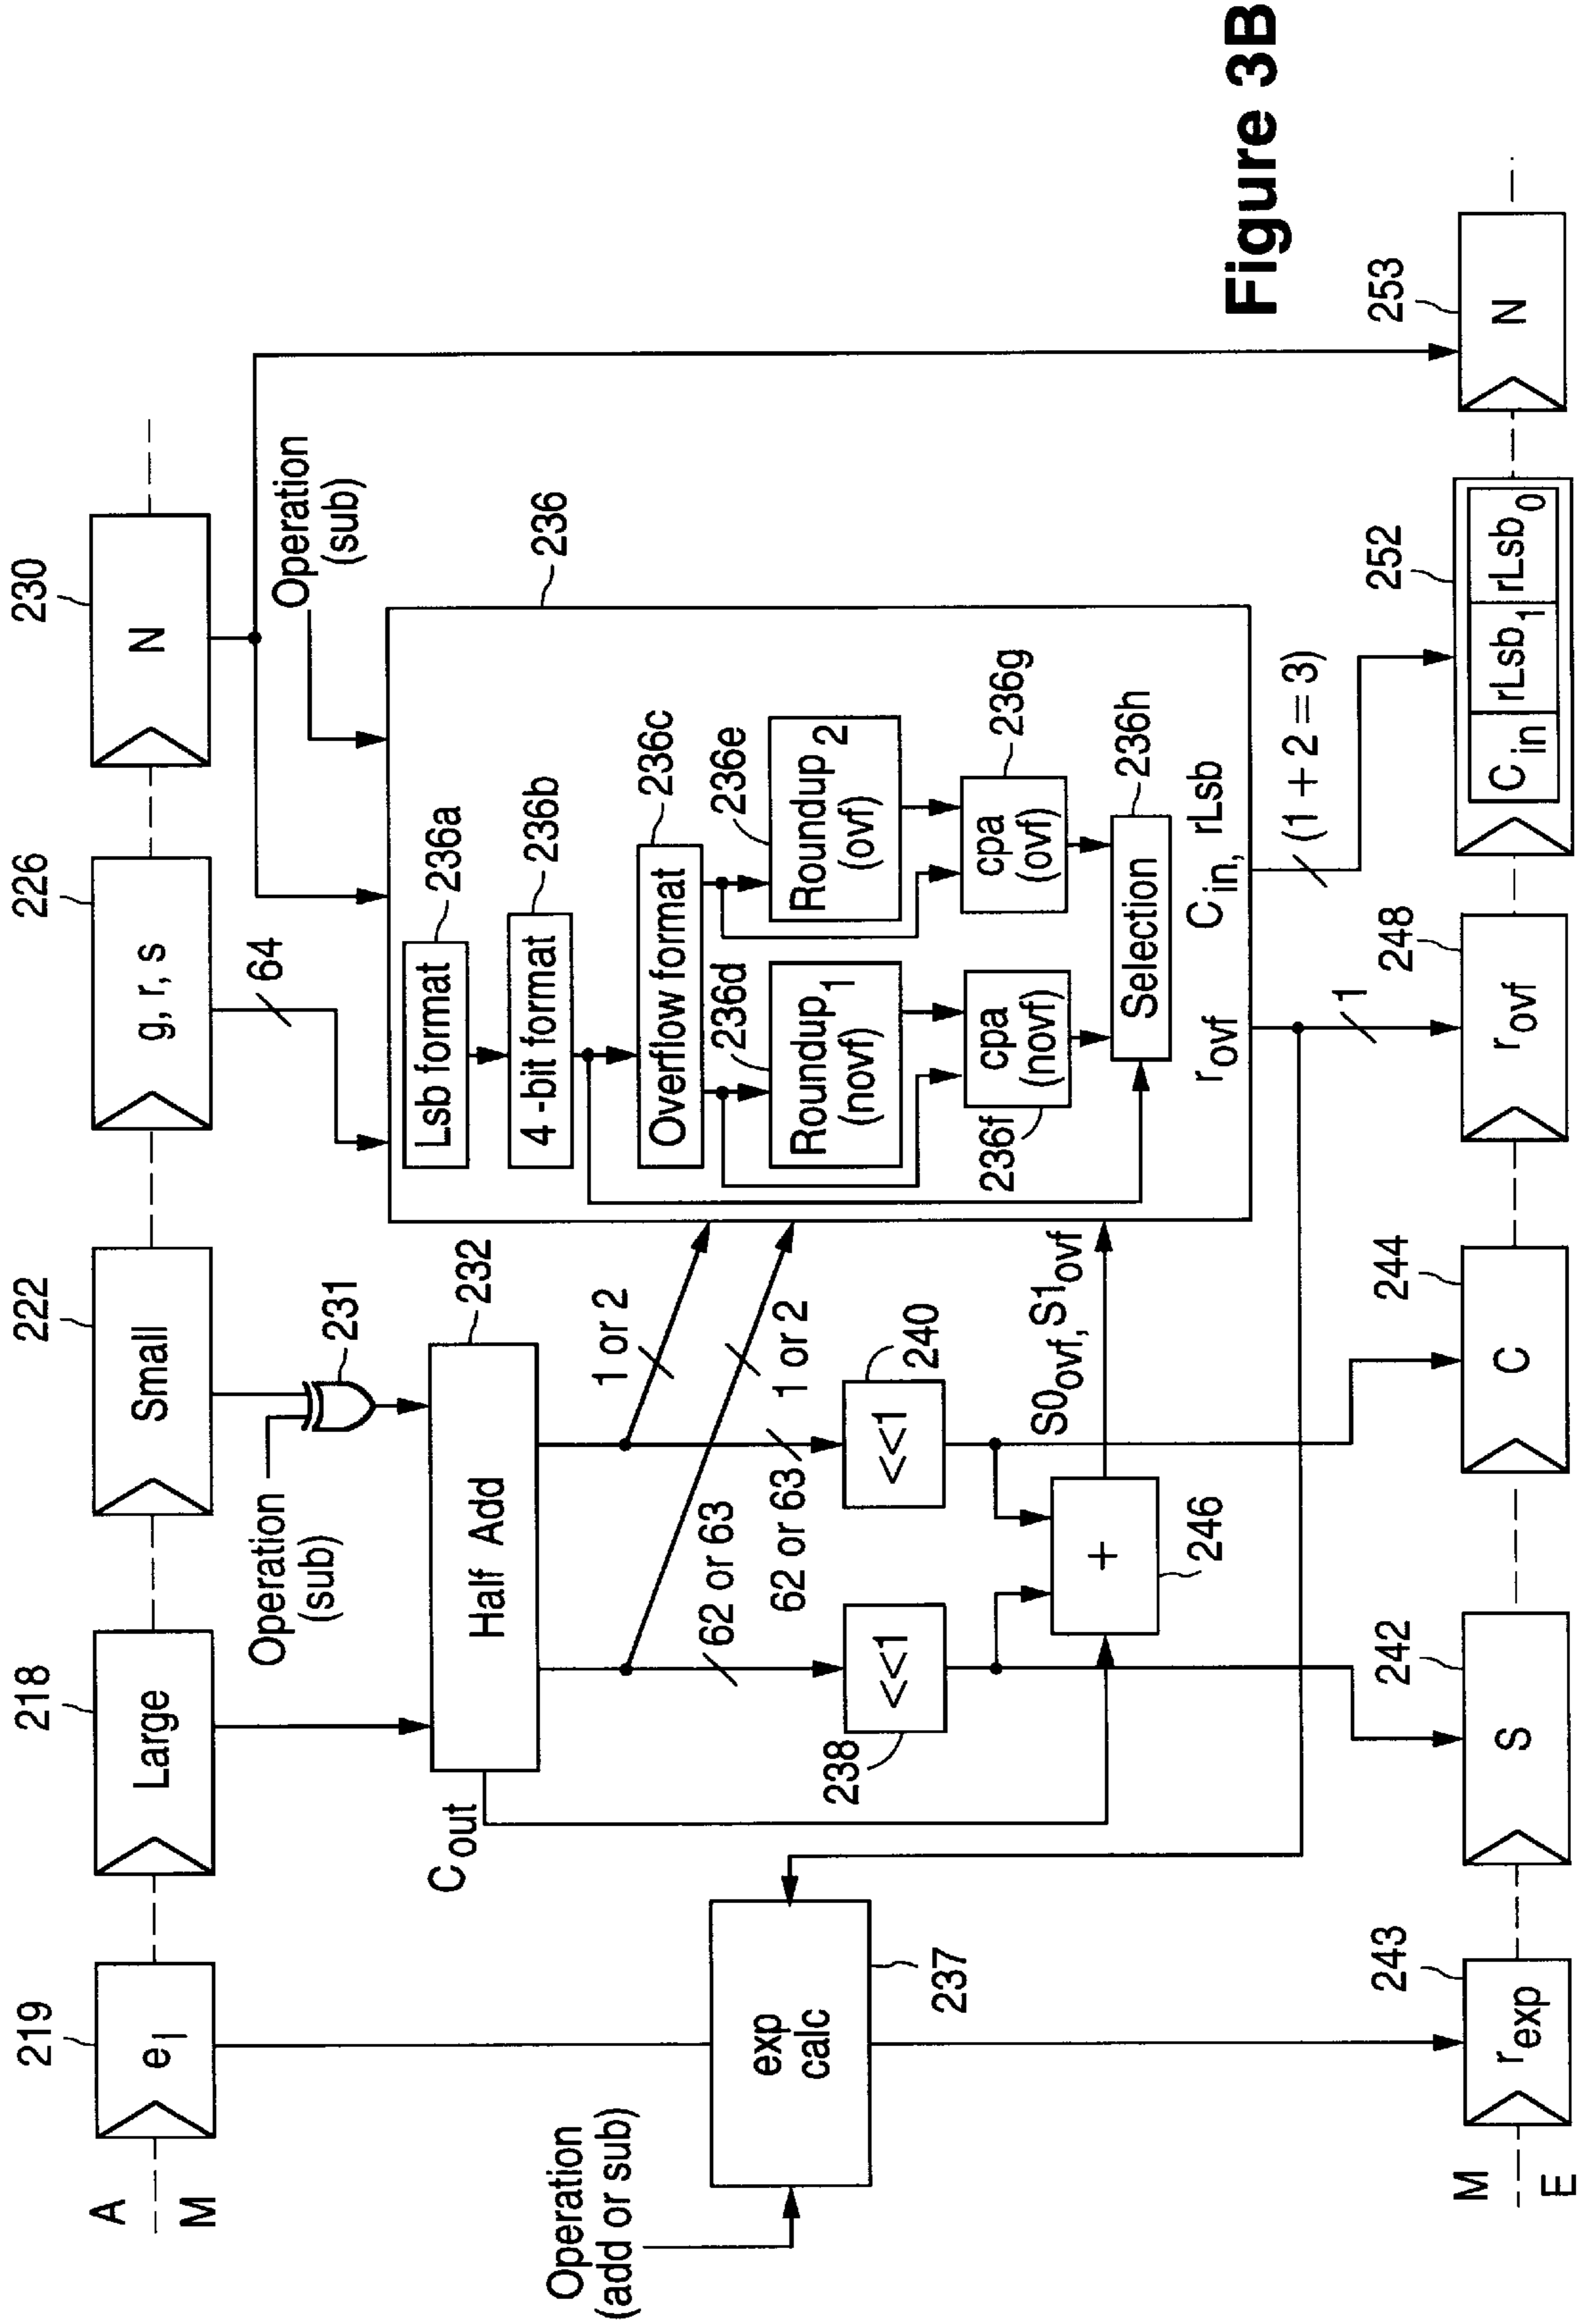 A
M
219
218
222
226
230
e_l
Large
Small
g, r, s
N
Operation
(sub)
231
64
Operation
(sub)
C_out
Half Add
232
1 or 2
1 or 2
62 or 63
62 or 63
236
Lsb format
236a
4 -bit format
236b
Overflow format
236c
236d
236e
Roundup_1
(novf)
Roundup_2
(ovf)
cpa
(novf)
236f
cpa
(ovf)
236g
Selection
236h
r_ovf
C_in, rLsb
Operation
(add or sub)
exp
calc
237
238
<<1
<<1
240
S0_ovf, S1_ovf
+
246
1
(1 + 2 = 3)
M
E
243
242
244
248
252
253
r_exp
S
C
r_ovf
C_in
rLsb_1
rLsb_0
N
Figure 3B